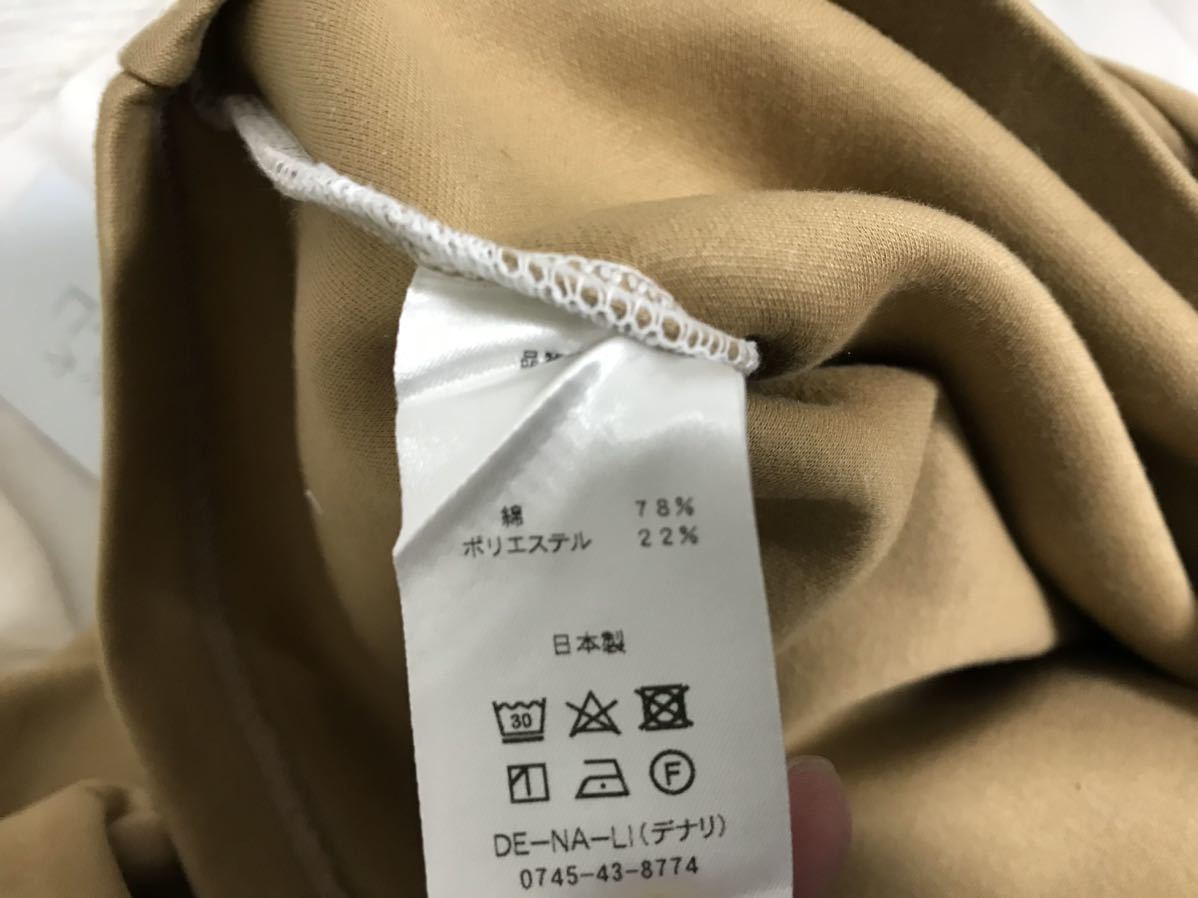 綿 78%
ポリエステル 22%
日本製
30
F
DE-NA-LI(デナリ)
0745-43-8774